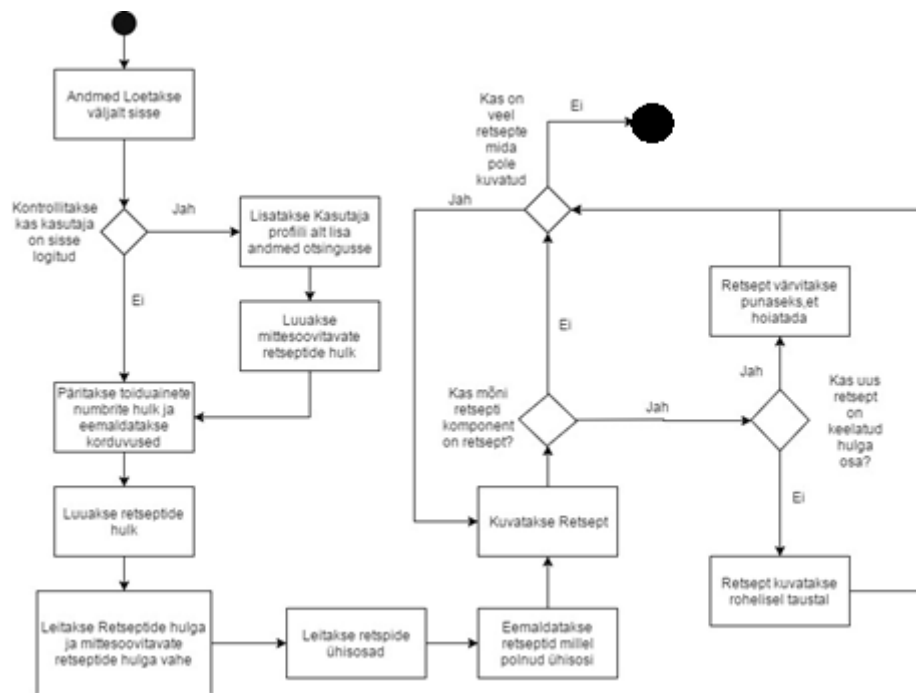 Andmed Loetakse
väljalt sisse
Kontrollitakse
kas kasutaja
on sisse
logitud
Jah
Lisatakse Kasutaja
profiili alt lisa
andmed otsingusse
Ei
Luuakse
mittesoovitavate
retseptide hulk
Päritakse toiduainete
numbrite hulk ja
eemaldatakse
korduvused
Luuakse retseptide
hulk
Leitakse Retseptide hulga
ja mittesoovitavate
retseptide hulga vahe
Leitakse retspide
ühisosad
Eemaldatakse
retseptid millel
polnud ühisosi
Kuvatakse Retsept
Kas mõni
retsepti
komponent
on retsept?
Ei
Jah
Kas on
veel
retsepte
mida
pole
kuvatud
Ei
Jah
Kas uus
retsept
on
keelatud
hulga
osa?
Jah
Retsept värvitakse
punaseks,et
hoiatada
Ei
Retsept kuvatakse
rohelisel taustal